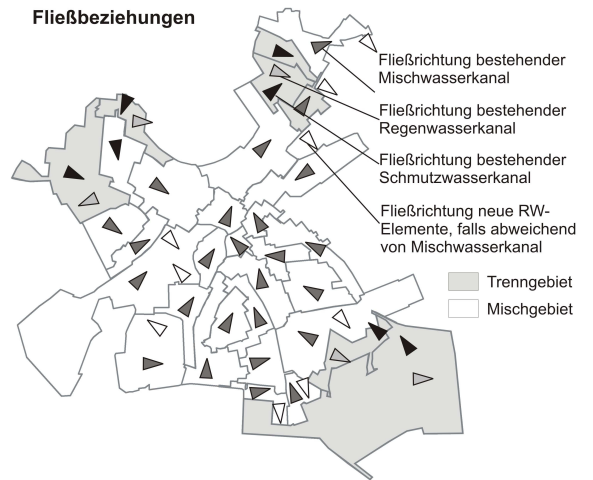 Fließbeziehungen
Fließrichtung bestehender
Mischwasserkanal
Fließrichtung bestehender
Regenwasserkanal
Fließrichtung bestehender
Schmutzwasserkanal
Fließrichtung neue RW-
Elemente, falls abweichend
von Mischwasserkanal
Trenngebiet
Mischgebiet